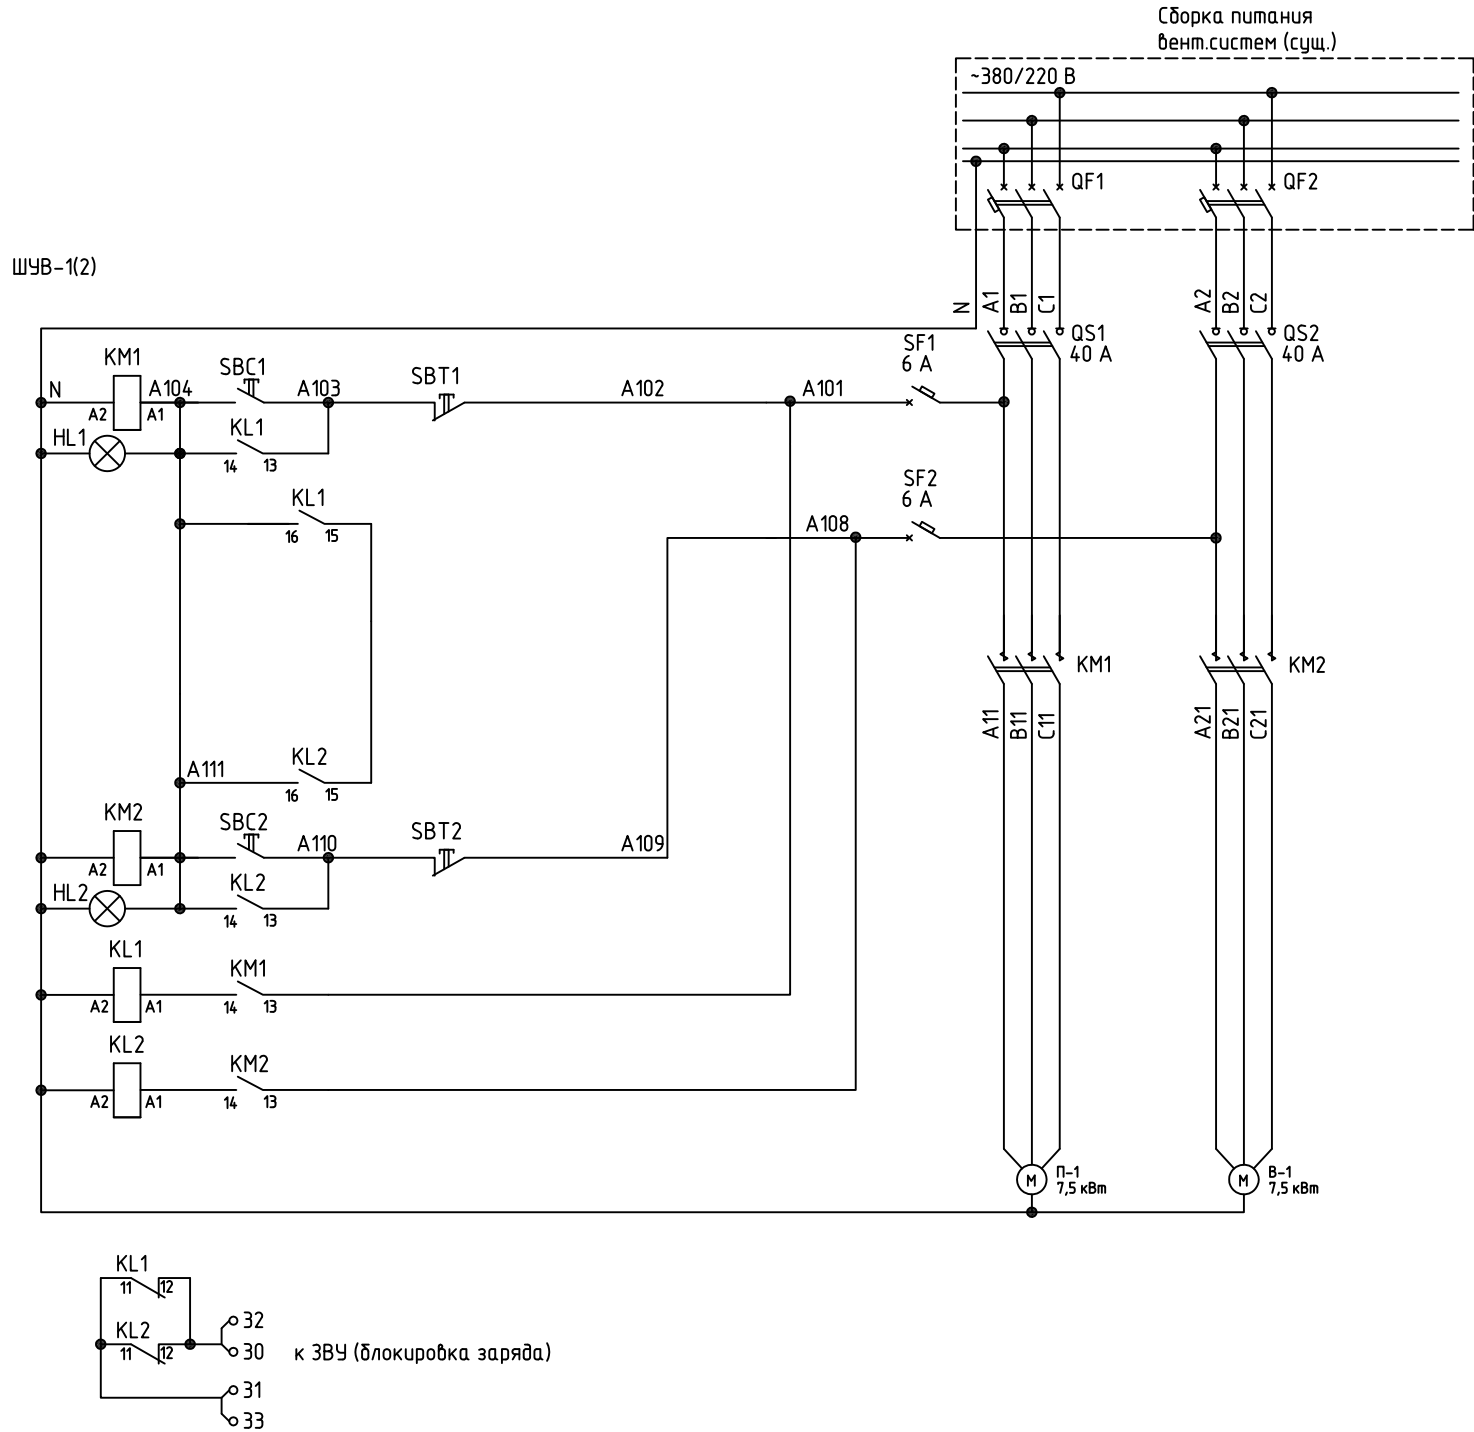 Сборка питания
вент.систем (сущ.)
~380/220 В
QF1
QF2
ШУВ-1(2)
N
A1
B1
C1
A2
B2
C2
QS1
40 А
QS2
40 А
SF1
6 А
KM1
N
A104
SBC1
A103
SBT1
A102
A101
A2
A1
HL1
KL1
14
13
KL1
16
15
SF2
6 А
A108
KM1
KM2
A11
B11
C11
A21
B21
C21
A111
KL2
16
15
KM2
SBC2
A110
SBT2
A109
A2
A1
HL2
KL2
14
13
KL1
A2
A1
KM1
14
13
KL2
A2
A1
KM2
14
13
M
П-1
7,5 кВт
M
В-1
7,5 кВт
KL1
11
12
KL2
11
12
32
30
к ЗВУ (блокировка заряда)
31
33